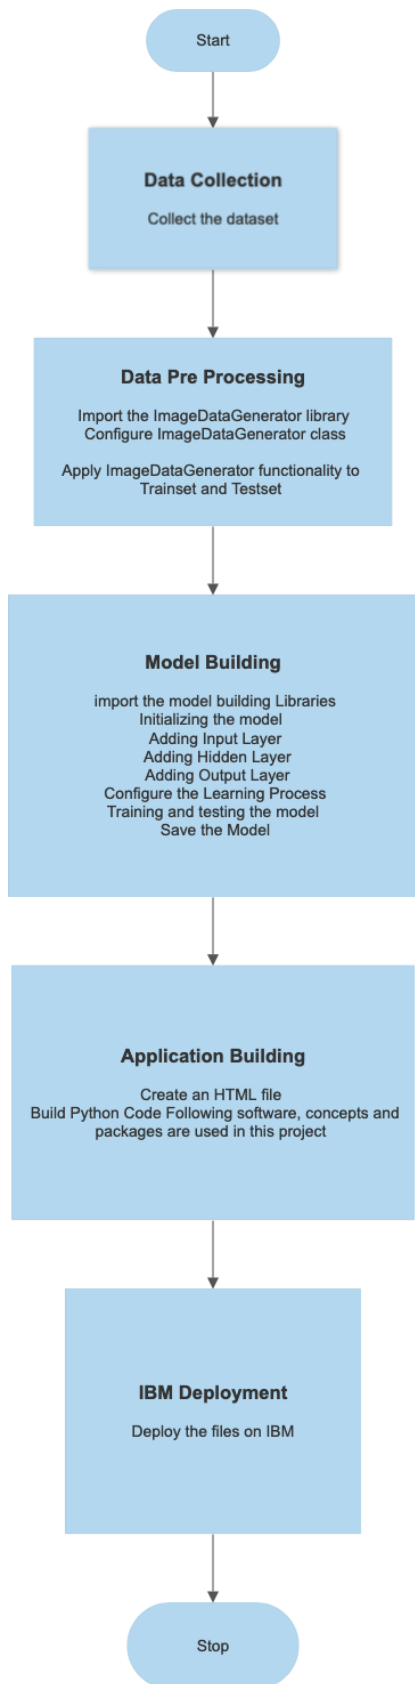 Start
Data Collection
Collect the dataset
Data Pre Processing
Import the ImageDataGenerator library
Configure ImageDataGenerator class
Apply ImageDataGenerator functionality to
Trainset and Testset
Model Building
import the model building Libraries
Initializing the model
Adding Input Layer
Adding Hidden Layer
Adding Output Layer
Configure the Learning Process
Training and testing the model
Save the Model
Application Building
Create an HTML file
Build Python Code Following software, concepts and
packages are used in this project
IBM Deployment
Deploy the files on IBM
Stop